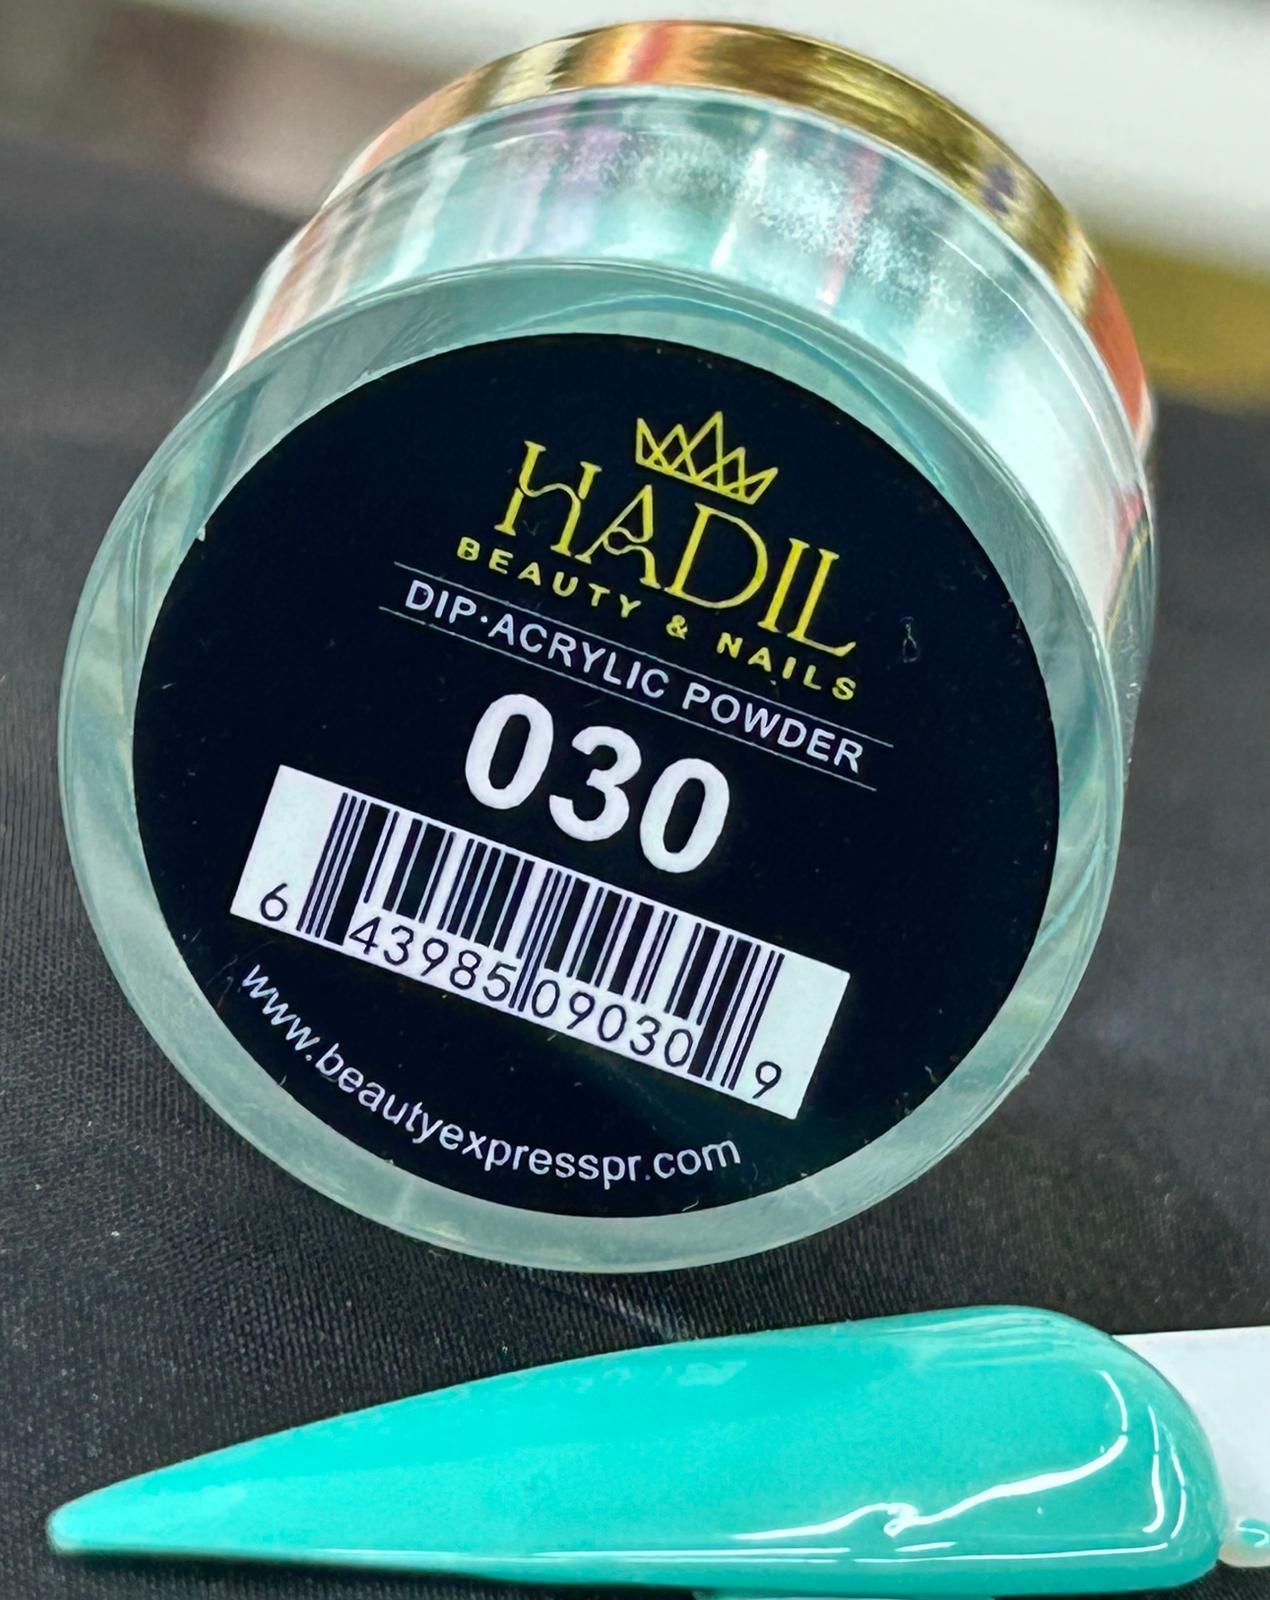 HADIL
BEAUTY & NAILS
DIP·ACRYLIC POWDER
030
6 43985 09030 9
www.beautyexpresspr.com